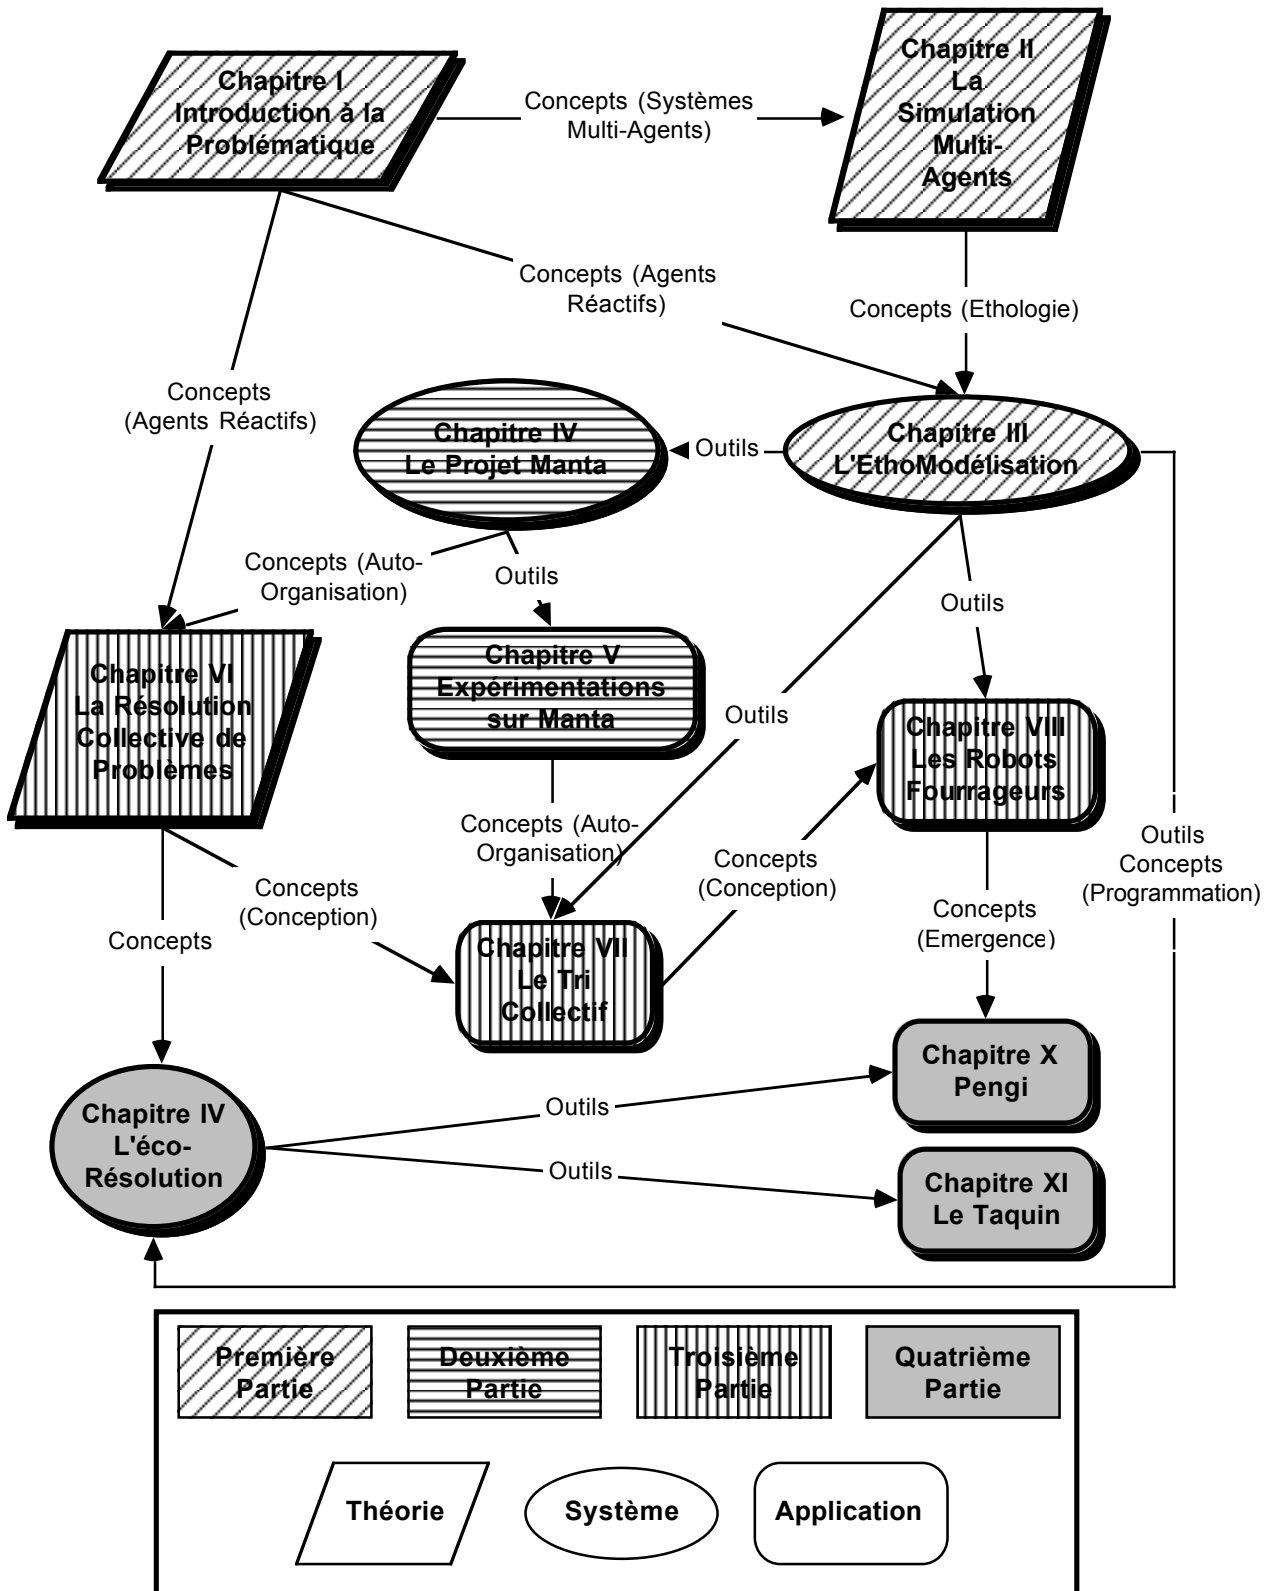 Chapitre I
Introduction à la
Problématique
Concepts (Systèmes
Multi-Agents)
Chapitre II
La
Simulation
Multi-
Agents
Concepts (Agents
Réactifs)
Concepts (Ethologie)
Concepts
(Agents Réactifs)
Chapitre IV
Le Projet Manta
Outils
Chapitre III
L'EthoModélisation
Concepts (Auto-
Organisation)
Outils
Outils
Chapitre VI
La Résolution
Collective de
Problèmes
Chapitre V
Expérimentations
sur Manta
Outils
Chapitre VIII
Les Robots
Fourrageurs
Concepts (Auto-
Organisation)
Concepts
(Conception)
Outils
Concepts
(Programmation)
Concepts
(Conception)
Concepts
(Emergence)
Concepts
Chapitre VII
Le Tri
Collectif
Chapitre X
Pengi
Chapitre IV
L'éco-
Résolution
Outils
Outils
Chapitre XI
Le Taquin
Première
Partie
Deuxième
Partie
Troisième
Partie
Quatrième
Partie
Théorie
Système
Application